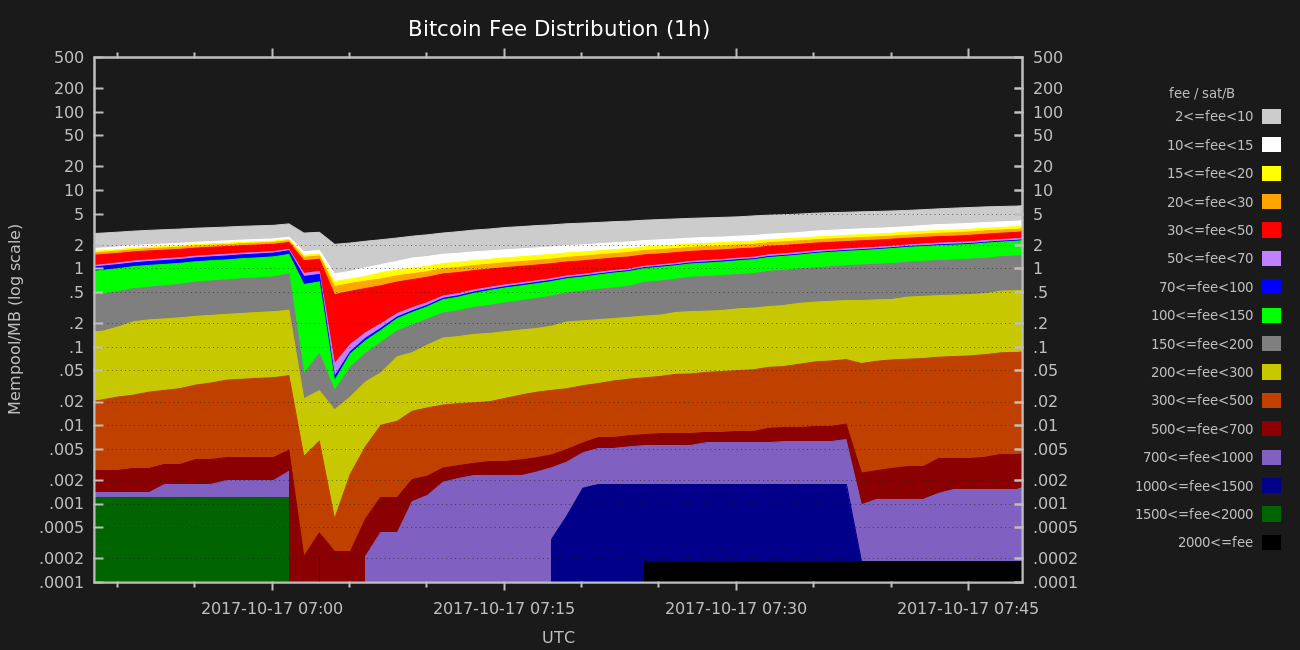 Bitcoin Fee Distribution (1h)
500 500
200 200
100 100
50 50
20 20
10 10
5 5
2 2
1 1
.5 .5
.2 .2
.1 .1
.05 .05
.02 .02
.01 .01
.005 .005
.002 .002
.001 .001
.0005 .0005
.0002 .0002
.0001 .0001
Mempool/MB (log scale)
2017-10-17 07:00 2017-10-17 07:15 2017-10-17 07:30 2017-10-17 07:45
UTC
fee / sat/B
2<=fee<10
10<=fee<15
15<=fee<20
20<=fee<30
30<=fee<50
50<=fee<70
70<=fee<100
100<=fee<150
150<=fee<200
200<=fee<300
300<=fee<500
500<=fee<700
700<=fee<1000
1000<=fee<1500
1500<=fee<2000
2000<=fee